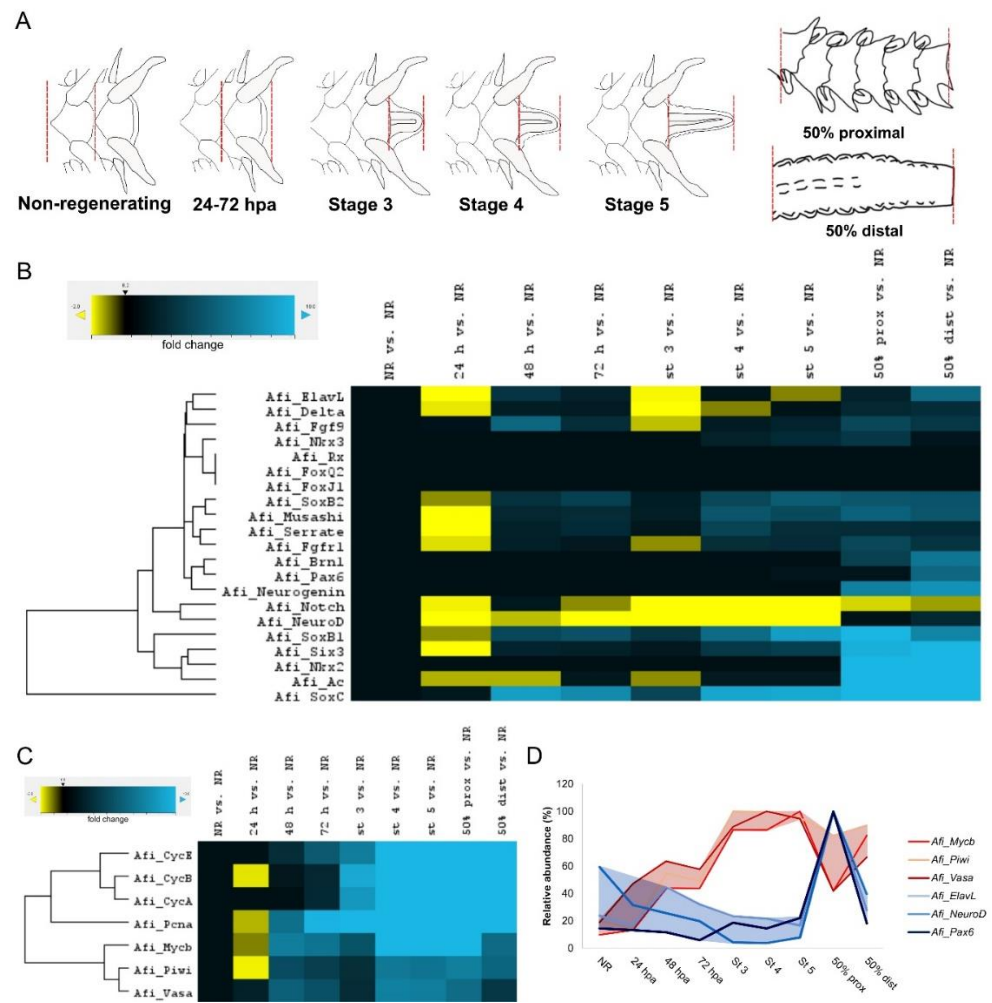 A
Non-regenerating
24-72 hpa
Stage 3
Stage 4
Stage 5
50% proximal
50% distal
B
fold change
NR vs. NR
24 h vs. NR
48 h vs. NR
72 h vs. NR
st 3 vs. NR
st 4 vs. NR
st 5 vs. NR
50% prox vs. NR
50% dist vs. NR
Afi_ElavL
Afi_Delta
Afi_Fgf9
Afi_Nkx3
Afi_Rx
Afi_FoxQ2
Afi_FoxJ1
Afi_SoxB2
Afi_Musashi
Afi_Serrate
Afi_Fgfr1
Afi_Brn1
Afi_Pax6
Afi_Neurogenin
Afi_Notch
Afi_NeuroD
Afi_SoxB1
Afi_Six3
Afi_Nkx2
Afi_Ac
Afi_SoxC
C
fold change
NR vs. NR
24 h vs. NR
48 h vs. NR
72 h vs. NR
st 3 vs. NR
st 4 vs. NR
st 5 vs. NR
50% prox vs. NR
50% dist vs. NR
Afi_CycE
Afi_CycB
Afi_CycA
Afi_Pcna
Afi_Mycb
Afi_Piwi
Afi_Vasa
D
Relative abundance (%)
120
100
80
60
40
20
0
NR
24 hpa
48 hpa
72 hpa
St 3
St 4
St 5
50% prox
50% dist
Afi_Mycb
Afi_Piwi
Afi_Vasa
Afi_ElavL
Afi_NeuroD
Afi_Pax6